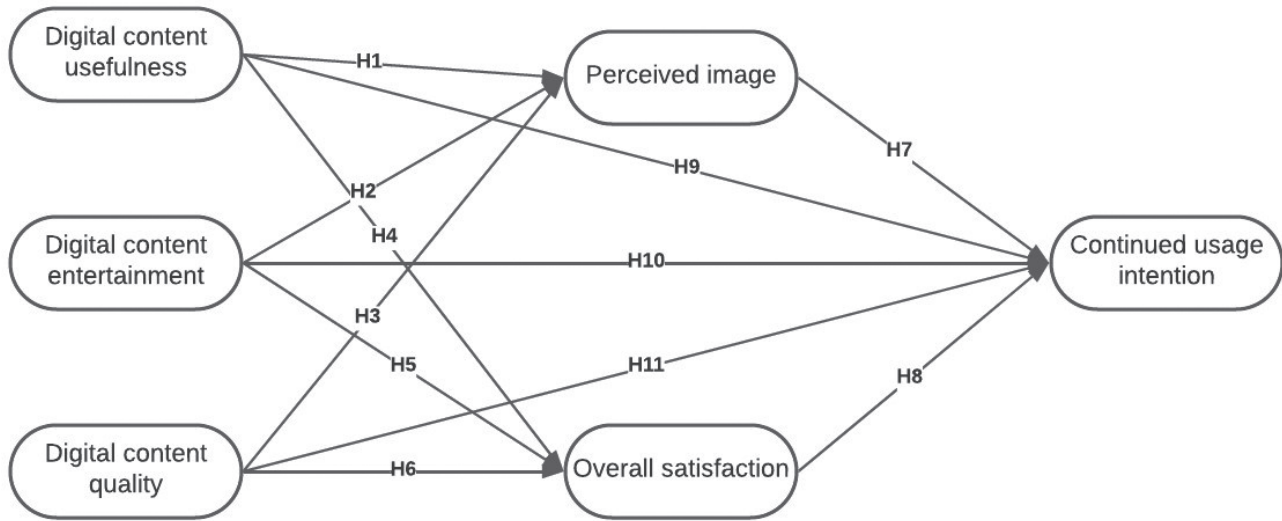 Digital content
usefulness
H1
Perceived image
H7
H9
H2
Digital content
entertainment
H4
H10
Continued usage
intention
H3
H5
H11
H8
Digital content
quality
H6
Overall satisfaction